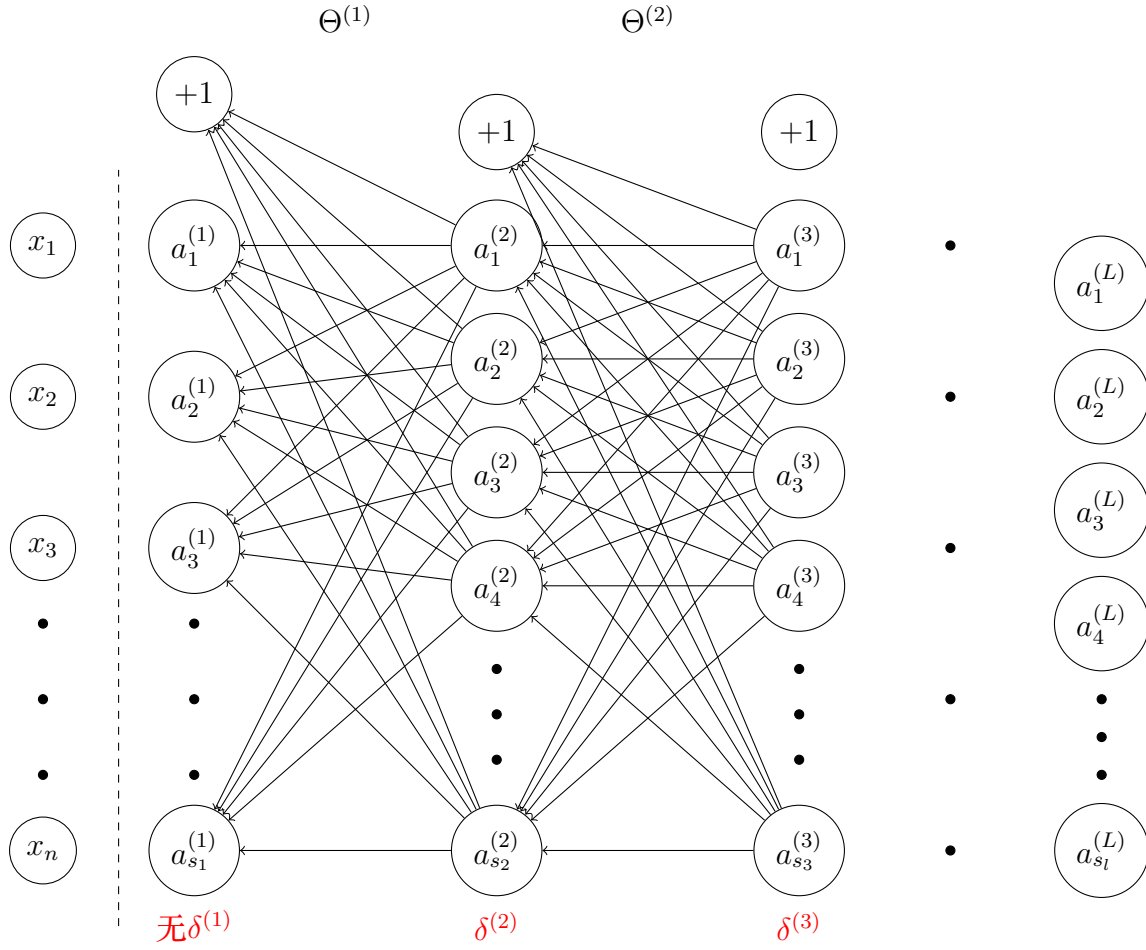 Θ^{(1)} Θ^{(2)}
+1
+1 +1
x_1 a_1^{(1)} a_1^{(2)} a_1^{(3)}
a_1^{(L)}
a_2^{(2)} a_2^{(3)}
x_2 a_2^{(1)} a_2^{(L)}
a_3^{(2)} a_3^{(3)}
a_3^{(L)}
x_3 a_3^{(1)}
a_4^{(2)} a_4^{(3)}
a_4^{(L)}
x_n a_{s_1}^{(1)} a_{s_2}^{(2)} a_{s_3}^{(3)} a_{s_l}^{(L)}
无δ^{(1)} δ^{(2)} δ^{(3)}